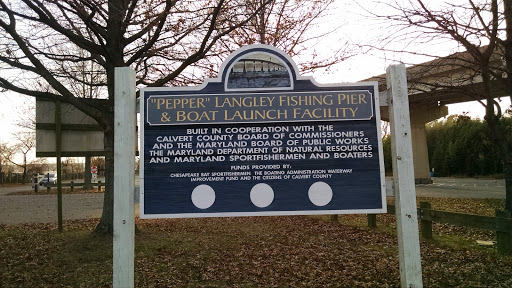 "PEPPER" LANGLEY FISHING PIER
& BOAT LAUNCH FACILITY
BUILT IN COOPERATION WITH THE
CALVERT COUNTY BOARD OF COMMISSIONERS
AND THE MARYLAND BOARD OF PUBLIC WORKS
THE MARYLAND DEPARTMENT OF NATURAL RESOURCES
AND MARYLAND SPORTFISHERMEN AND BOATERS
FUNDS PROVIDED BY:
CHESAPEAKE BAY SPORTFISHERMEN THE BOATING ADMINISTRATION WATERWAY
IMPROVEMENT FUND AND THE CITIZENS OF CALVERT COUNTY